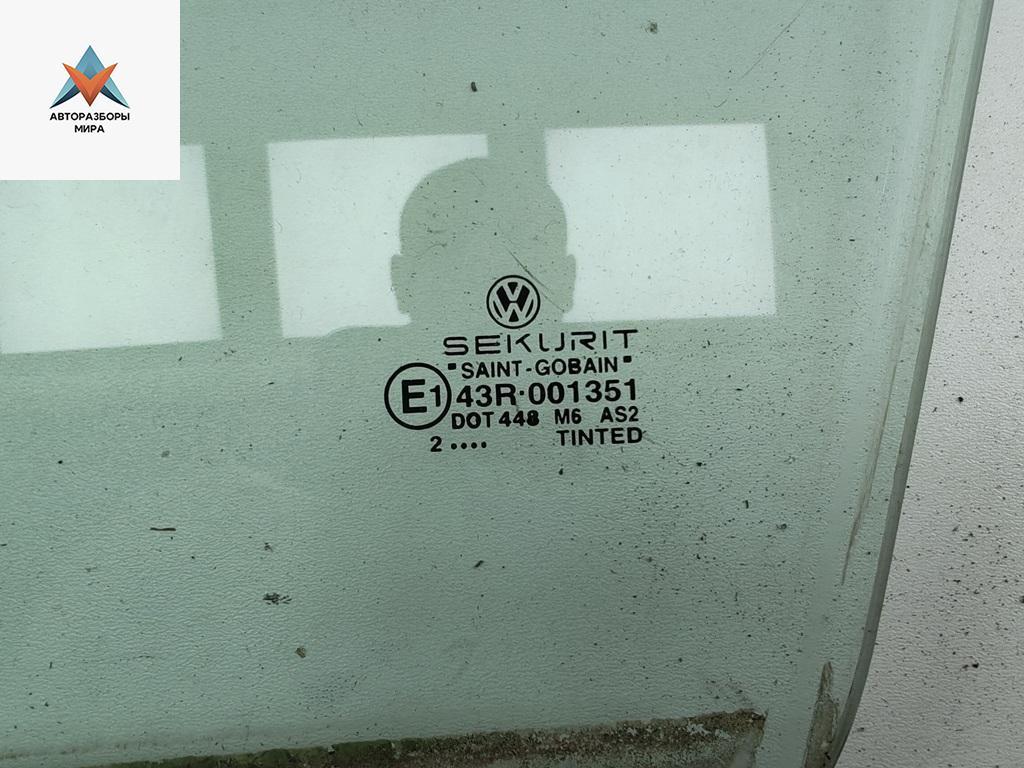 АВТОРАЗБОРЫ
МИРА
SEKURIT
"SAINT-GOBAIN"
E1 43R·001351
DOT 448 M6 AS2
2 .... TINTED